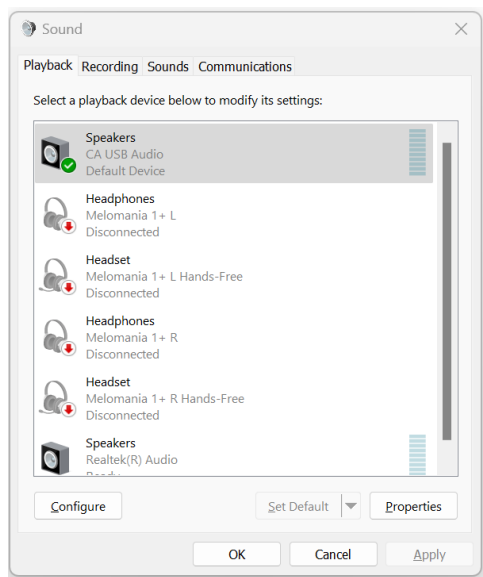 Sound
Playback Recording Sounds Communications
Select a playback device below to modify its settings:
Speakers
CA USB Audio
Default Device
Headphones
Melomania 1+ L
Disconnected
Headset
Melomania 1+ L Hands-Free
Disconnected
Headphones
Melomania 1+ R
Disconnected
Headset
Melomania 1+ R Hands-Free
Disconnected
Speakers
Realtek(R) Audio
Configure Set Default Properties
OK Cancel Apply